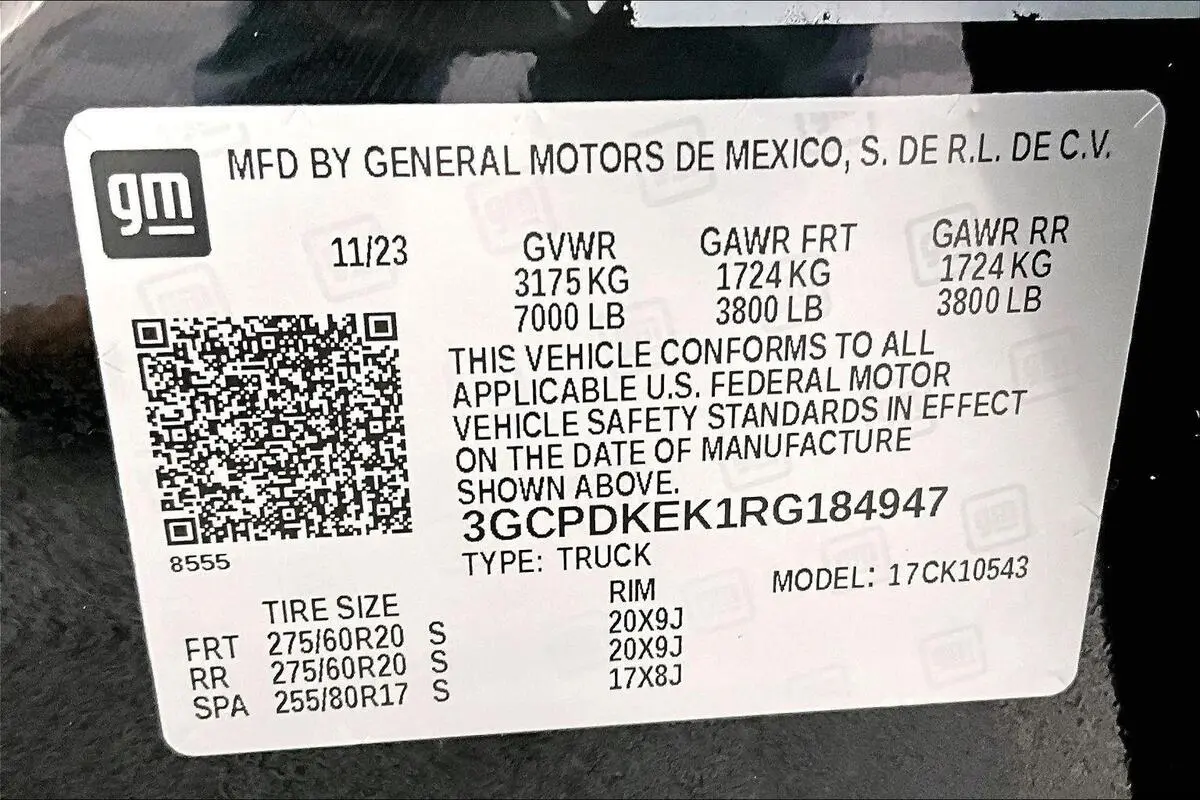 gm
MFD BY GENERAL MOTORS DE MEXICO, S. DE R.L. DE C.V.
11/23 GVWR GAWR FRT GAWR RR
3175 KG 1724 KG 1724 KG
7000 LB 3800 LB 3800 LB
THIS VEHICLE CONFORMS TO ALL
APPLICABLE U.S. FEDERAL MOTOR
VEHICLE SAFETY STANDARDS IN EFFECT
ON THE DATE OF MANUFACTURE
SHOWN ABOVE.
3GCPDKEK1RG184947
8555
TYPE: TRUCK MODEL: 17CK10543
TIRE SIZE RIM
FRT 275/60R20 S 20X9J
RR 275/60R20 S 20X9J
SPA 255/80R17 S 17X8J